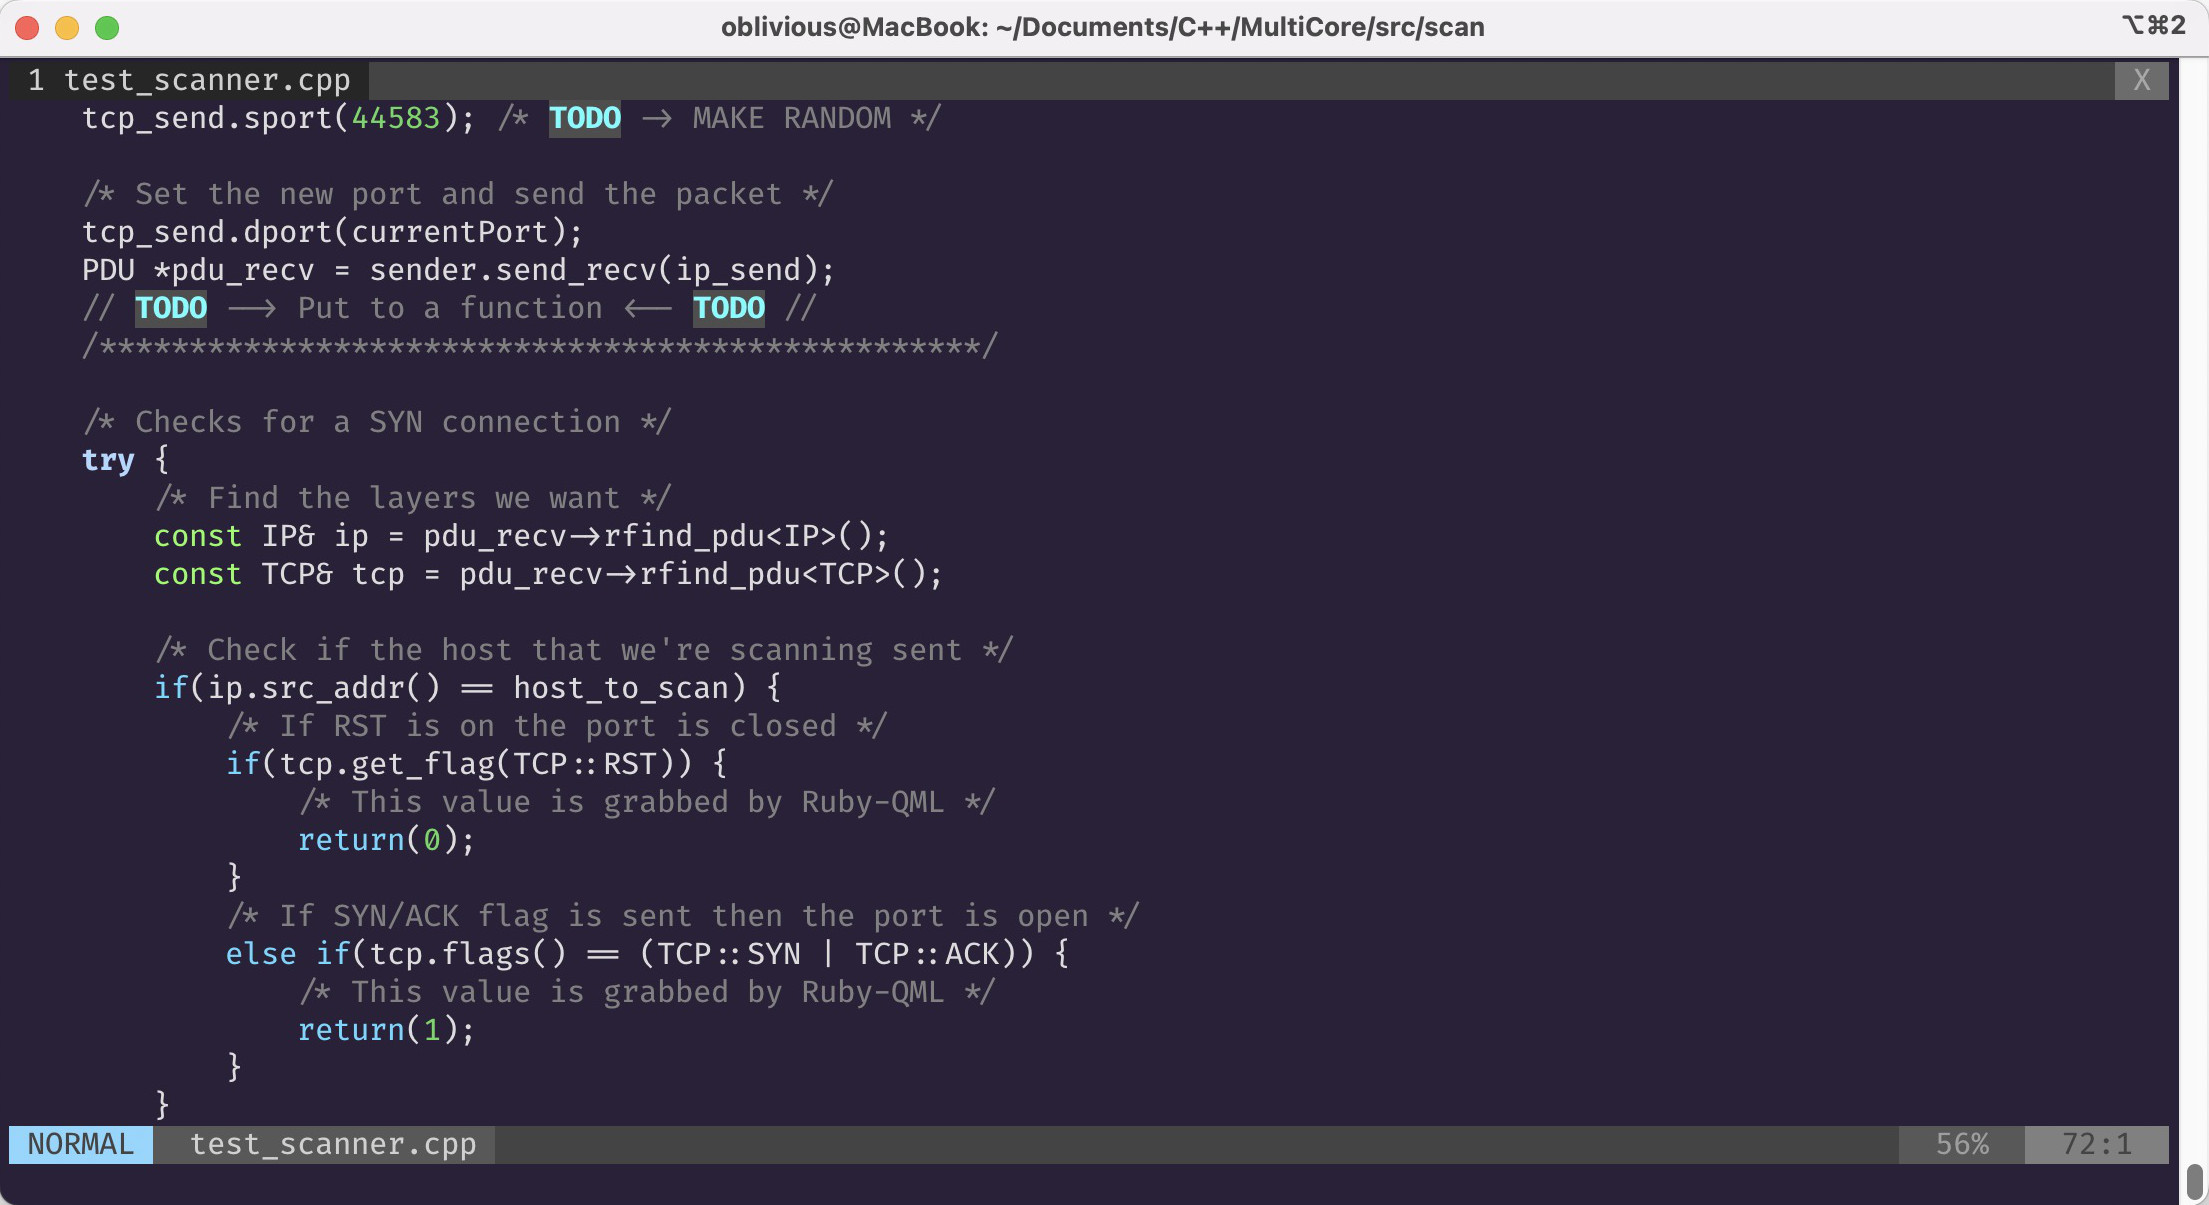 oblivious@MacBook: ~/Documents/C++/MultiCore/src/scan ⌥⌘2
1 test_scanner.cpp X
tcp_send.sport(44583); /* TODO -> MAKE RANDOM */
/* Set the new port and send the packet */
tcp_send.dport(currentPort);
PDU *pdu_recv = sender.send_recv(ip_send);
// TODO --> Put to a function <-- TODO //
/*************************************************/
/* Checks for a SYN connection */
try {
/* Find the layers we want */
const IP& ip = pdu_recv->rfind_pdu<IP>();
const TCP& tcp = pdu_recv->rfind_pdu<TCP>();
/* Check if the host that we're scanning sent */
if(ip.src_addr() == host_to_scan) {
/* If RST is on the port is closed */
if(tcp.get_flag(TCP::RST)) {
/* This value is grabbed by Ruby-QML */
return(0);
}
/* If SYN/ACK flag is sent then the port is open */
else if(tcp.flags() == (TCP::SYN | TCP::ACK)) {
/* This value is grabbed by Ruby-QML */
return(1);
}
}
NORMAL test_scanner.cpp 56% 72:1